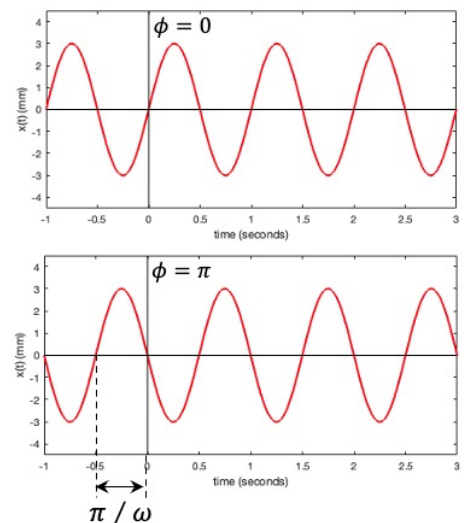 ϕ = 0
4
3
2
1
0
-1
-2
-3
-4
x(t) (mm)
-1 -0.5 0 0.5 1 1.5 2 2.5 3
time (seconds)
ϕ = π
4
3
2
1
0
-1
-2
-3
-4
x(t) (mm)
-1 -0.5 0 0.5 1 1.5 2 2.5 3
time (seconds)
π / ω